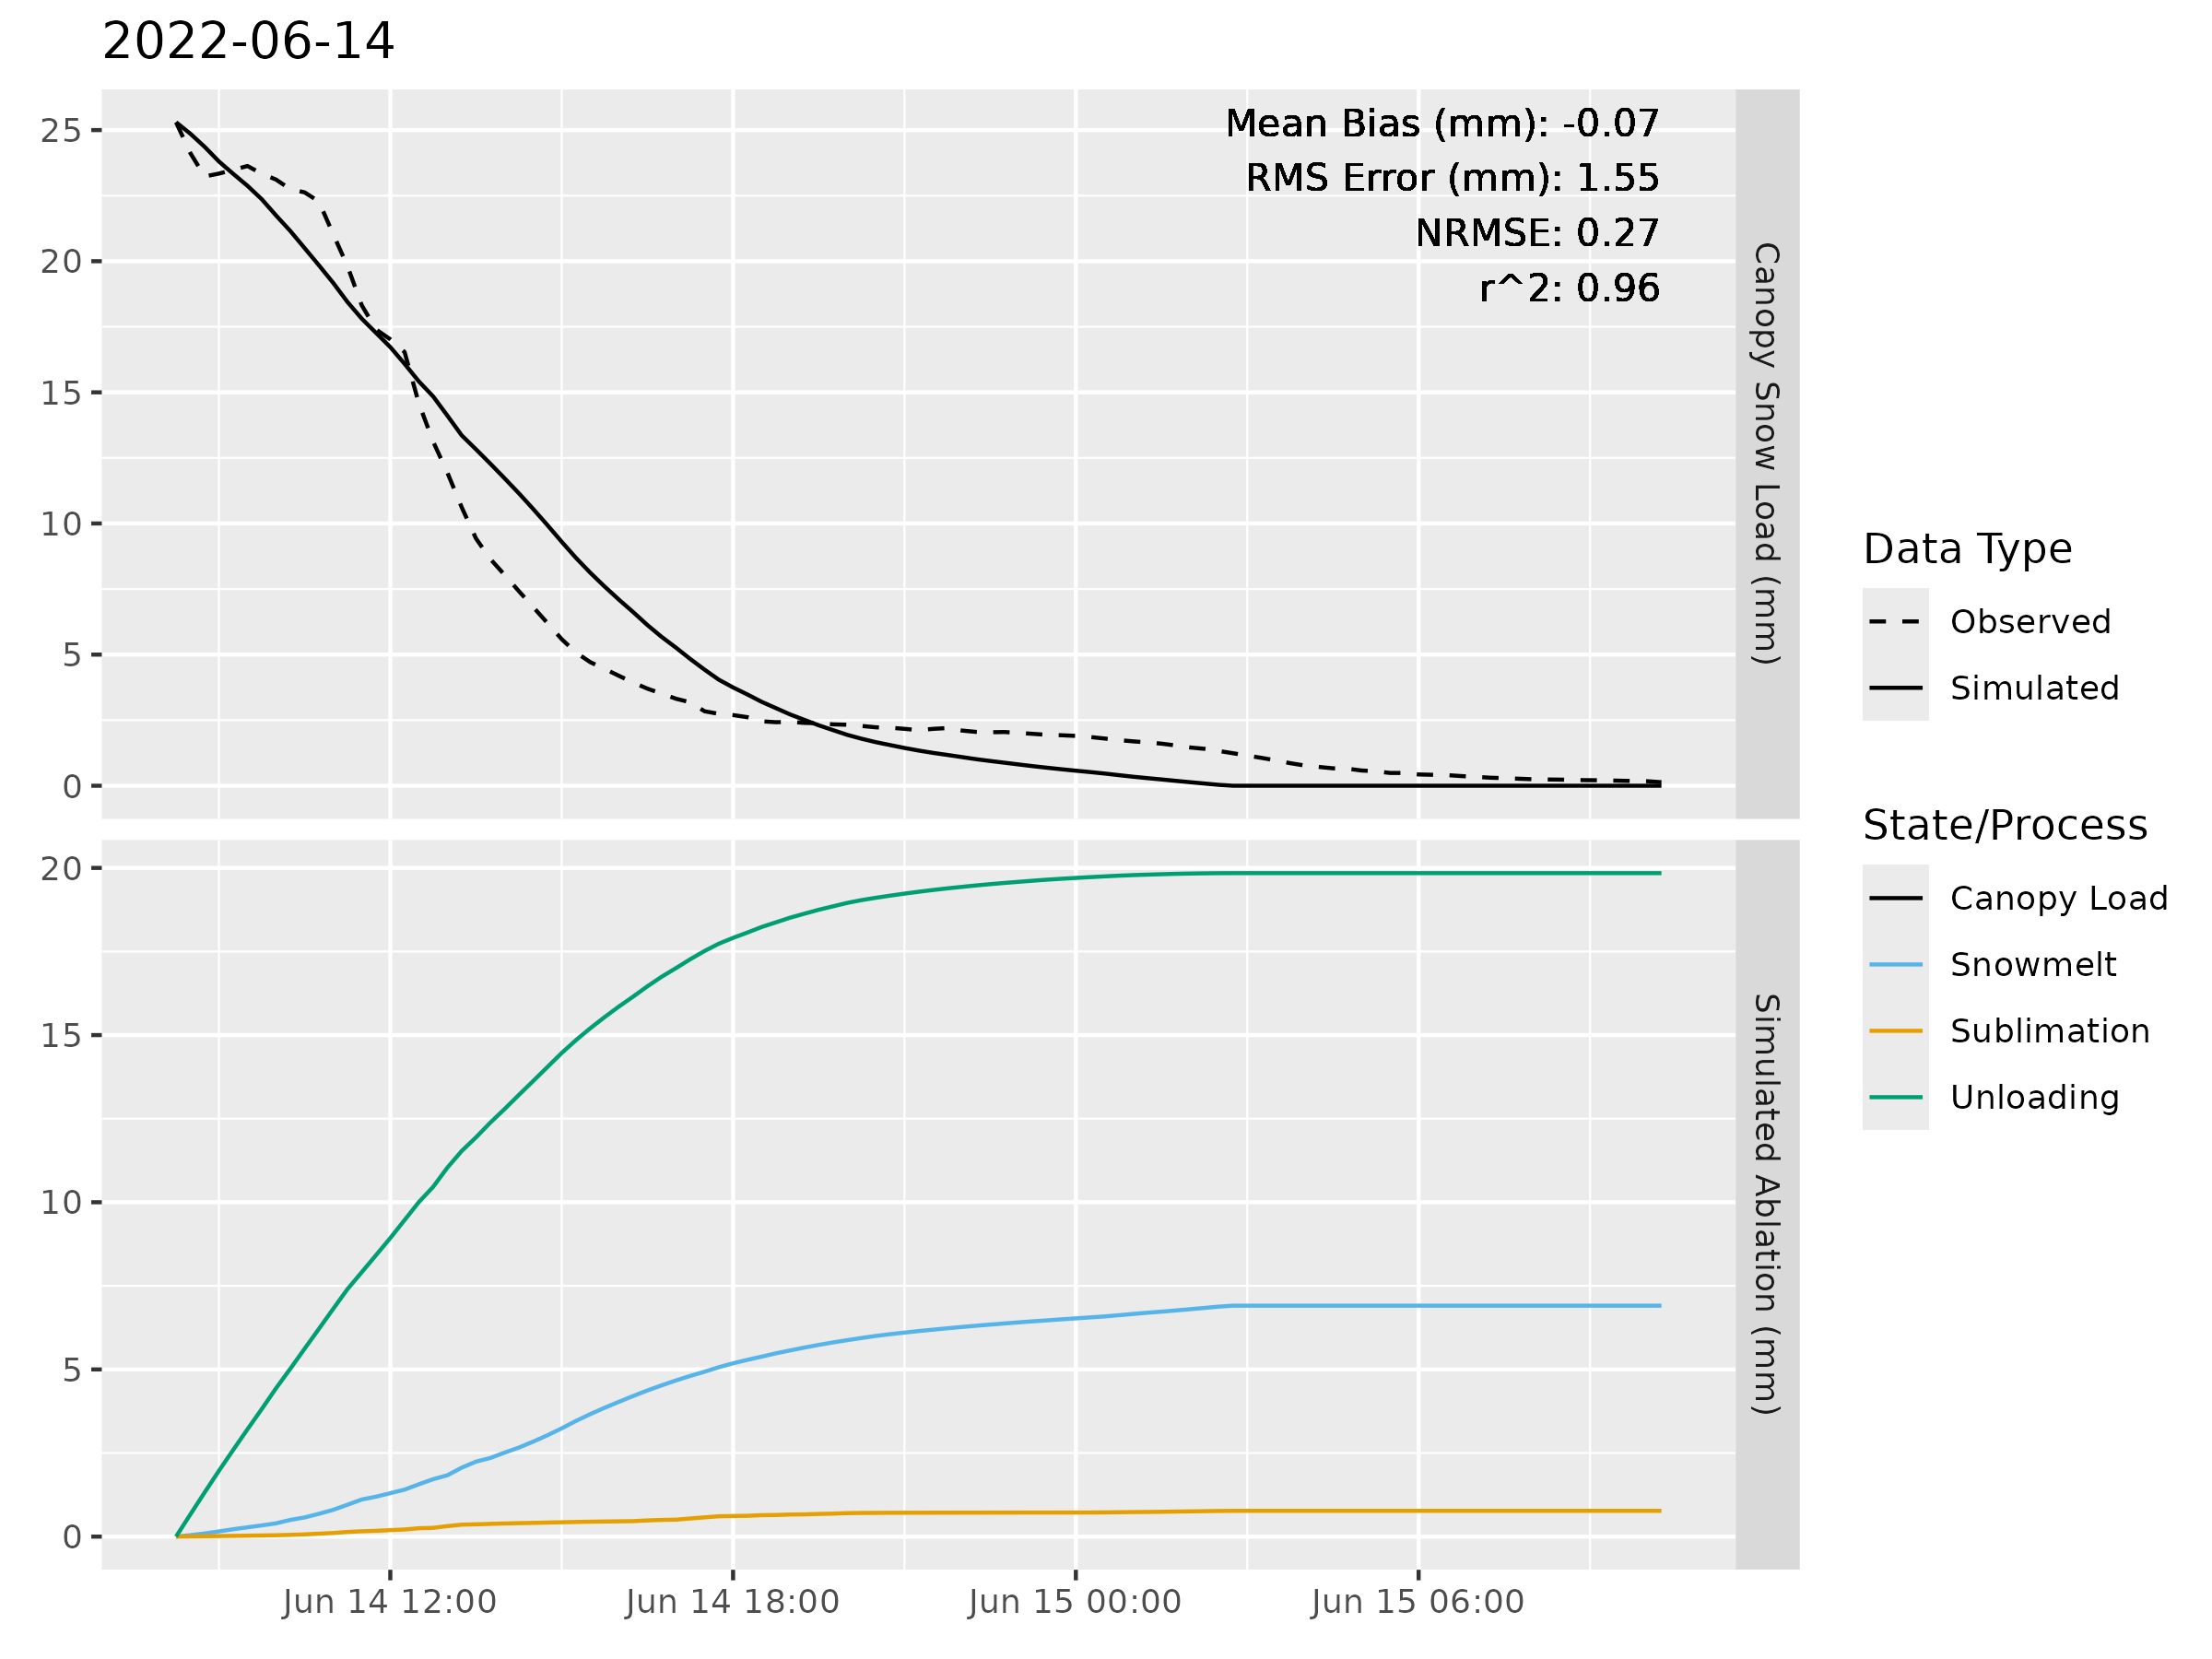 2022-06-14
25
20
15
10
5
0
Mean Bias (mm): -0.07
RMS Error (mm): 1.55
NRMSE: 0.27
r^2: 0.96
Canopy Snow Load (mm)
20
15
10
5
0
Simulated Ablation (mm)
Jun 14 12:00
Jun 14 18:00
Jun 15 00:00
Jun 15 06:00
Data Type
Observed
Simulated
State/Process
Canopy Load
Snowmelt
Sublimation
Unloading